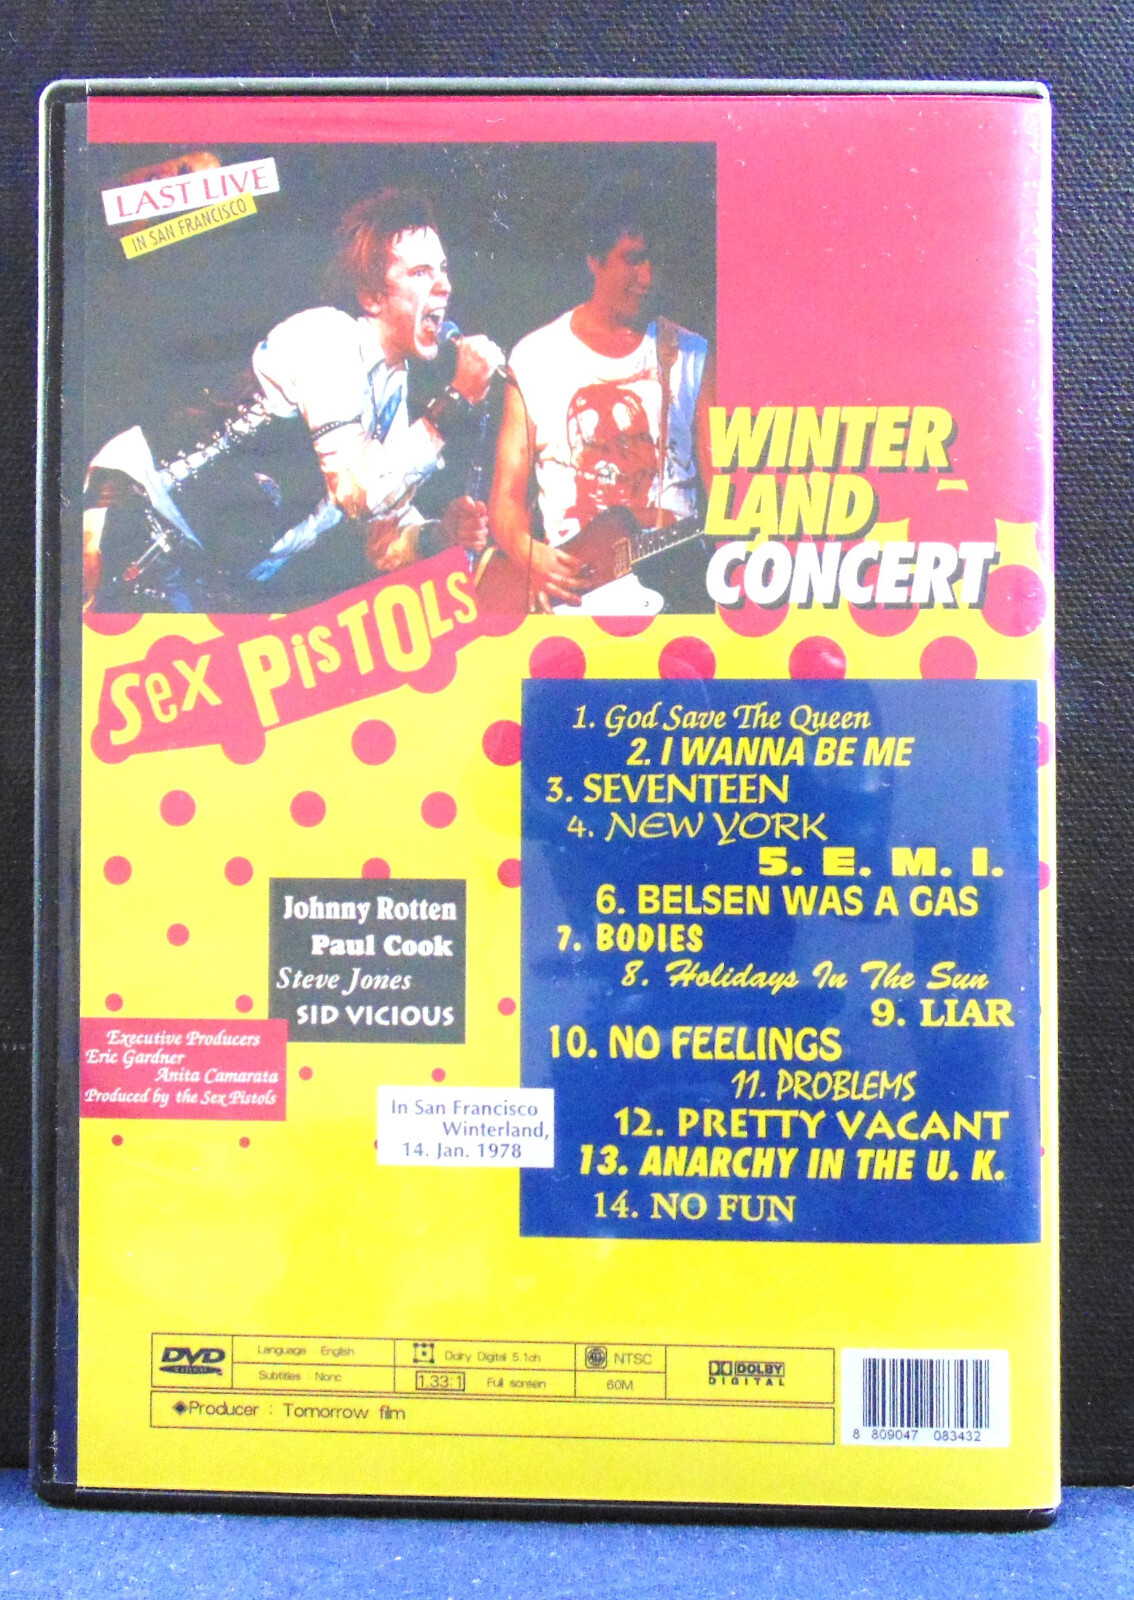 LAST LIVE
IN SAN FRANCISCO
WINTER
LAND
CONCERT
Sex PisTOLs
1. God Save The Queen
2. I WANNA BE ME
3. SEVENTEEN
4. NEW YORK
5. E. M. I.
6. BELSEN WAS A GAS
7. BODIES
8. Holidays In The Sun
9. LIAR
10. NO FEELINGS
11. PROBLEMS
12. PRETTY VACANT
13. ANARCHY IN THE U. K.
14. NO FUN
Johnny Rotten
Paul Cook
Steve Jones
SID VICIOUS
Executive Producers
Eric Gardner
Anita Camarata
Produced by the Sex Pistols
In San Francisco
Winterland,
14. Jan. 1978
DVD
Language English
Subtitles : None
Dolry Digital 5.1ch
1.33:1 Full screen
ALL NTSC
60M
DOLBY
DIGITAL
Producer : Tomorrow film
8 809047 083432